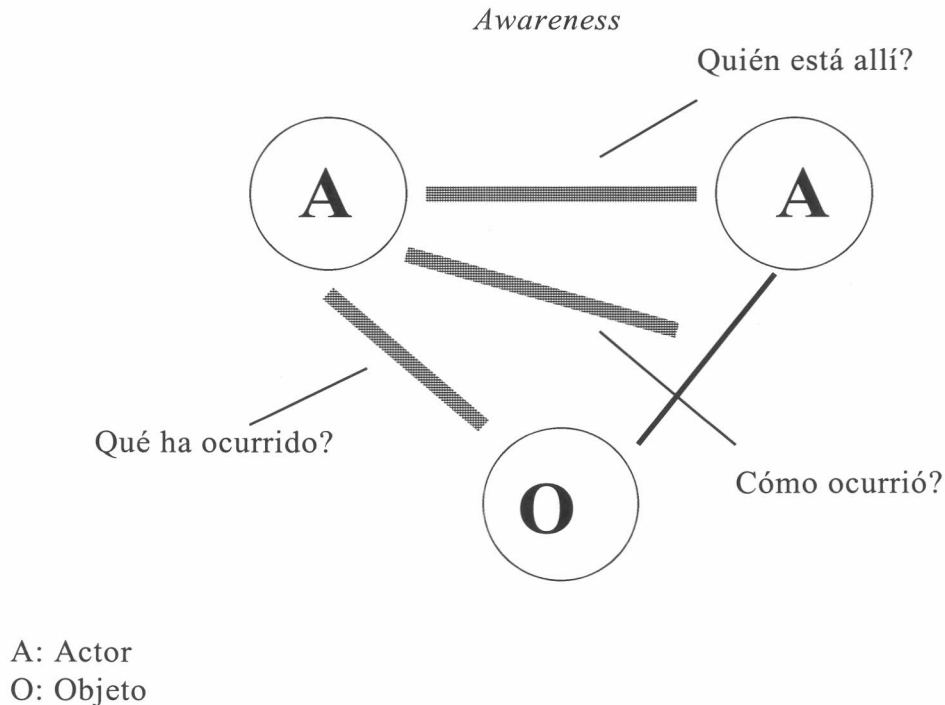 Awareness
Quién está allí?
A
A
Qué ha ocurrido?
Cómo ocurrió?
O
A: Actor
O: Objeto